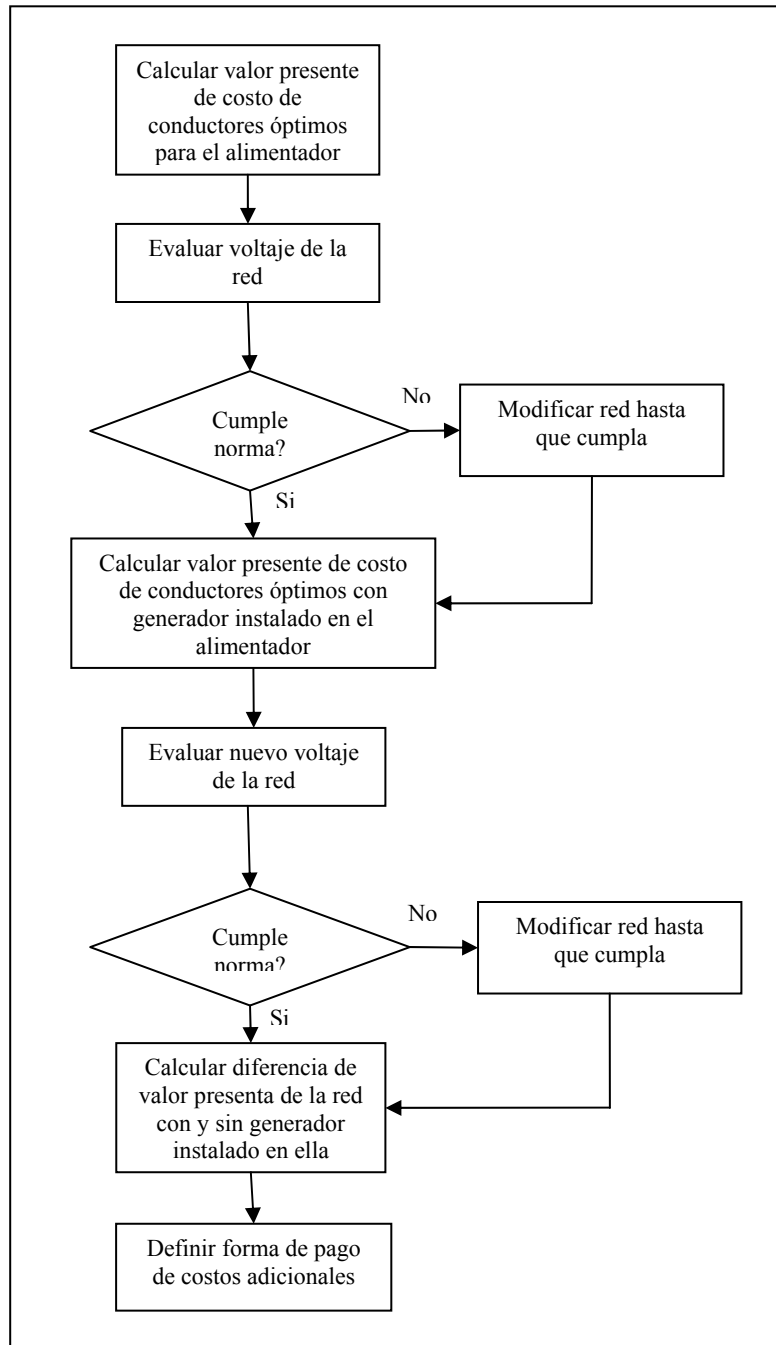 Calcular valor presente
de costo de
conductores óptimos
para el alimentador
Evaluar voltaje de la
red
Cumple
norma?
No
Modificar red hasta
que cumpla
Si
Calcular valor presente de costo
de conductores óptimos con
generador instalado en el
alimentador
Evaluar nuevo voltaje
de la red
Cumple
norma?
No
Modificar red hasta
que cumpla
Si
Calcular diferencia de
valor presenta de la red
con y sin generador
instalado en ella
Definir forma de pago
de costos adicionales